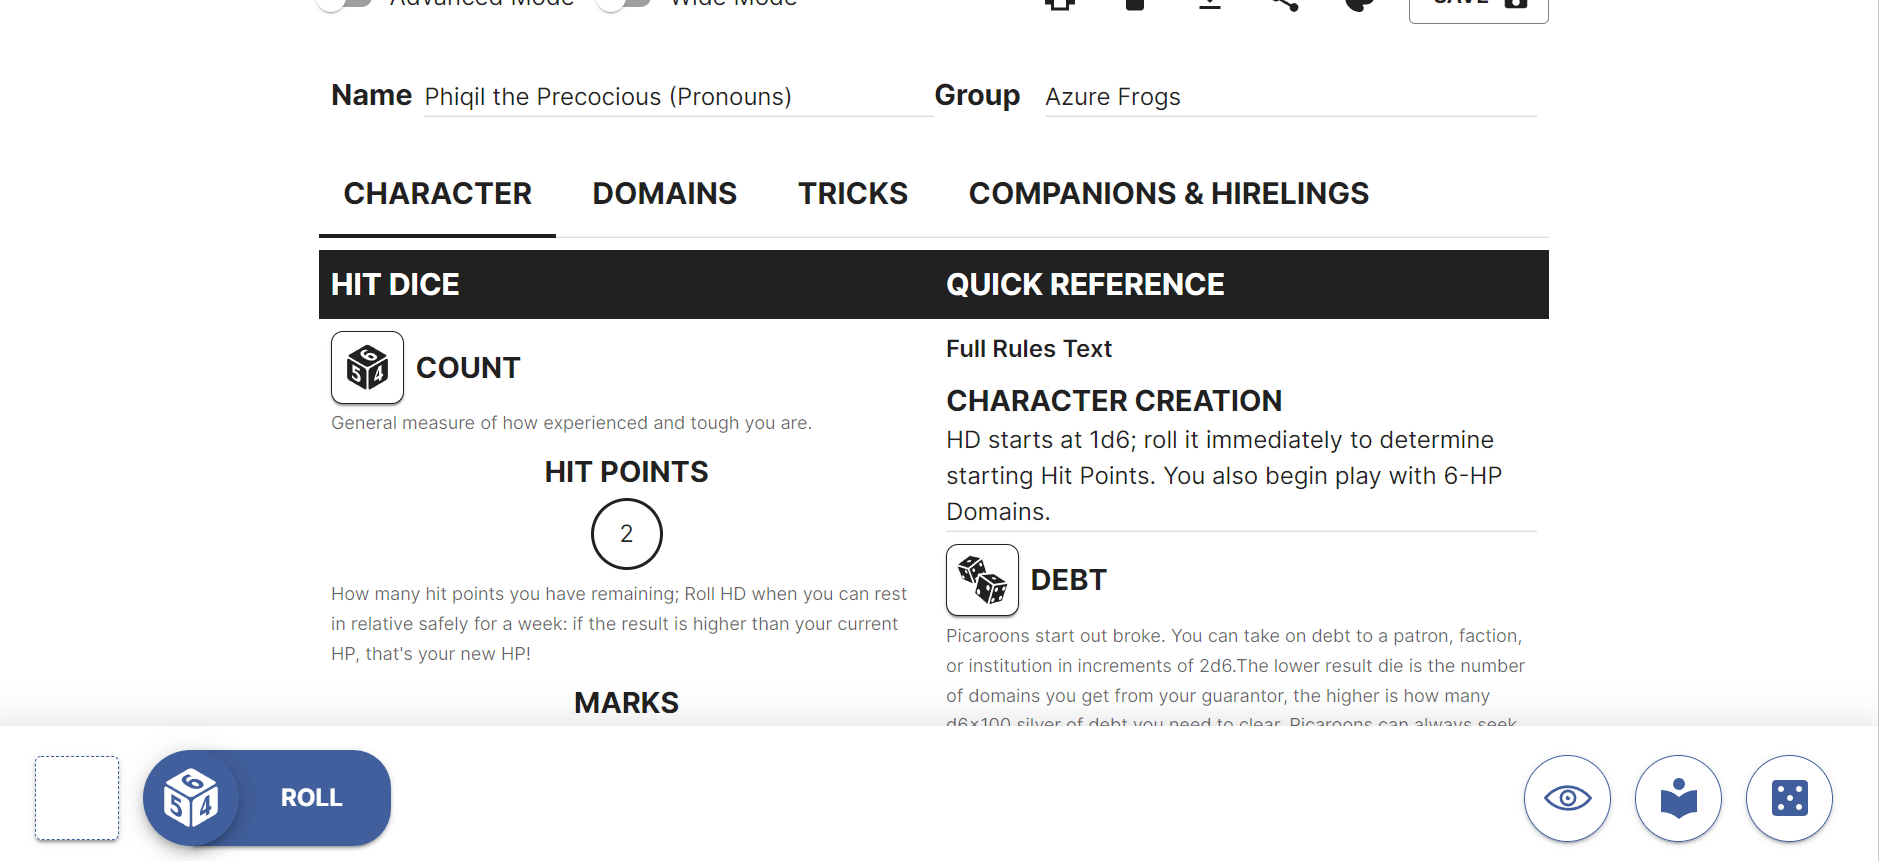 Advanced Mode Wide Mode SAVE
Name Phiqil the Precocious (Pronouns) Group Azure Frogs
CHARACTER DOMAINS TRICKS COMPANIONS & HIRELINGS
HIT DICE
COUNT
General measure of how experienced and tough you are.
HIT POINTS
2
How many hit points you have remaining; Roll HD when you can rest
in relative safely for a week: if the result is higher than your current
HP, that's your new HP!
MARKS
QUICK REFERENCE
Full Rules Text
CHARACTER CREATION
HD starts at 1d6; roll it immediately to determine
starting Hit Points. You also begin play with 6-HP
Domains.
DEBT
Picaroons start out broke. You can take on debt to a patron, faction,
or institution in increments of 2d6.The lower result die is the number
of domains you get from your guarantor, the higher is how many
d6×100 silver of debt you need to clear. Picaroons can always seek
ROLL